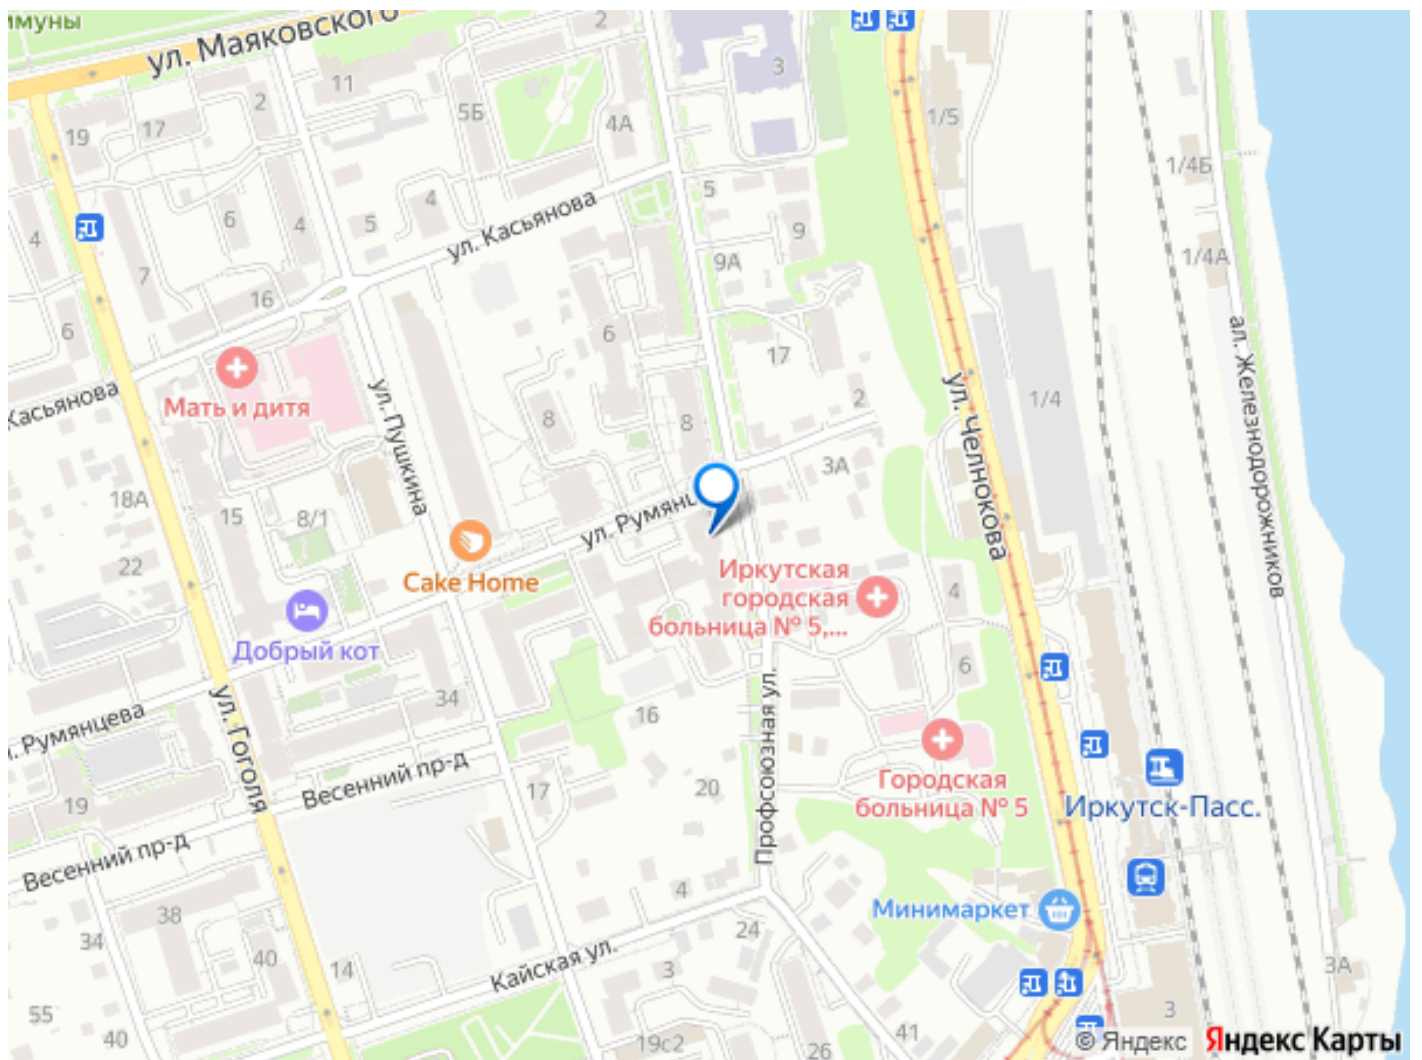 ммуны
ул. Маяковского
2
11
3
2
5Б
19
17
4А
1/5
1/4Б
5
6
4
5
4
4
ул. Касьянова
9
9А
1/4А
7
16
6
6
17
ал. Железнодорожников
Мать и дитя
Касьянова
ул. Пушкина
2
1/4
ул. Челнокова
8
8
3А
18А
15
8/1
ул. Румянц
22
Cake Home
Иркутская
городская
больница № 5,...
4
Добрый кот
6
34
16
ул. Румянцева
ул. Гоголя
Профсоюзная ул.
Весенний пр-д
Городская
больница № 5
Иркутск-Пасс.
19
17
20
Весенний пр-д
4
Минимаркет
38
34
40
14
24
Кайская ул.
3
3А
55
40
19с2
26
41
3
© Яндекс Яндекс Карты